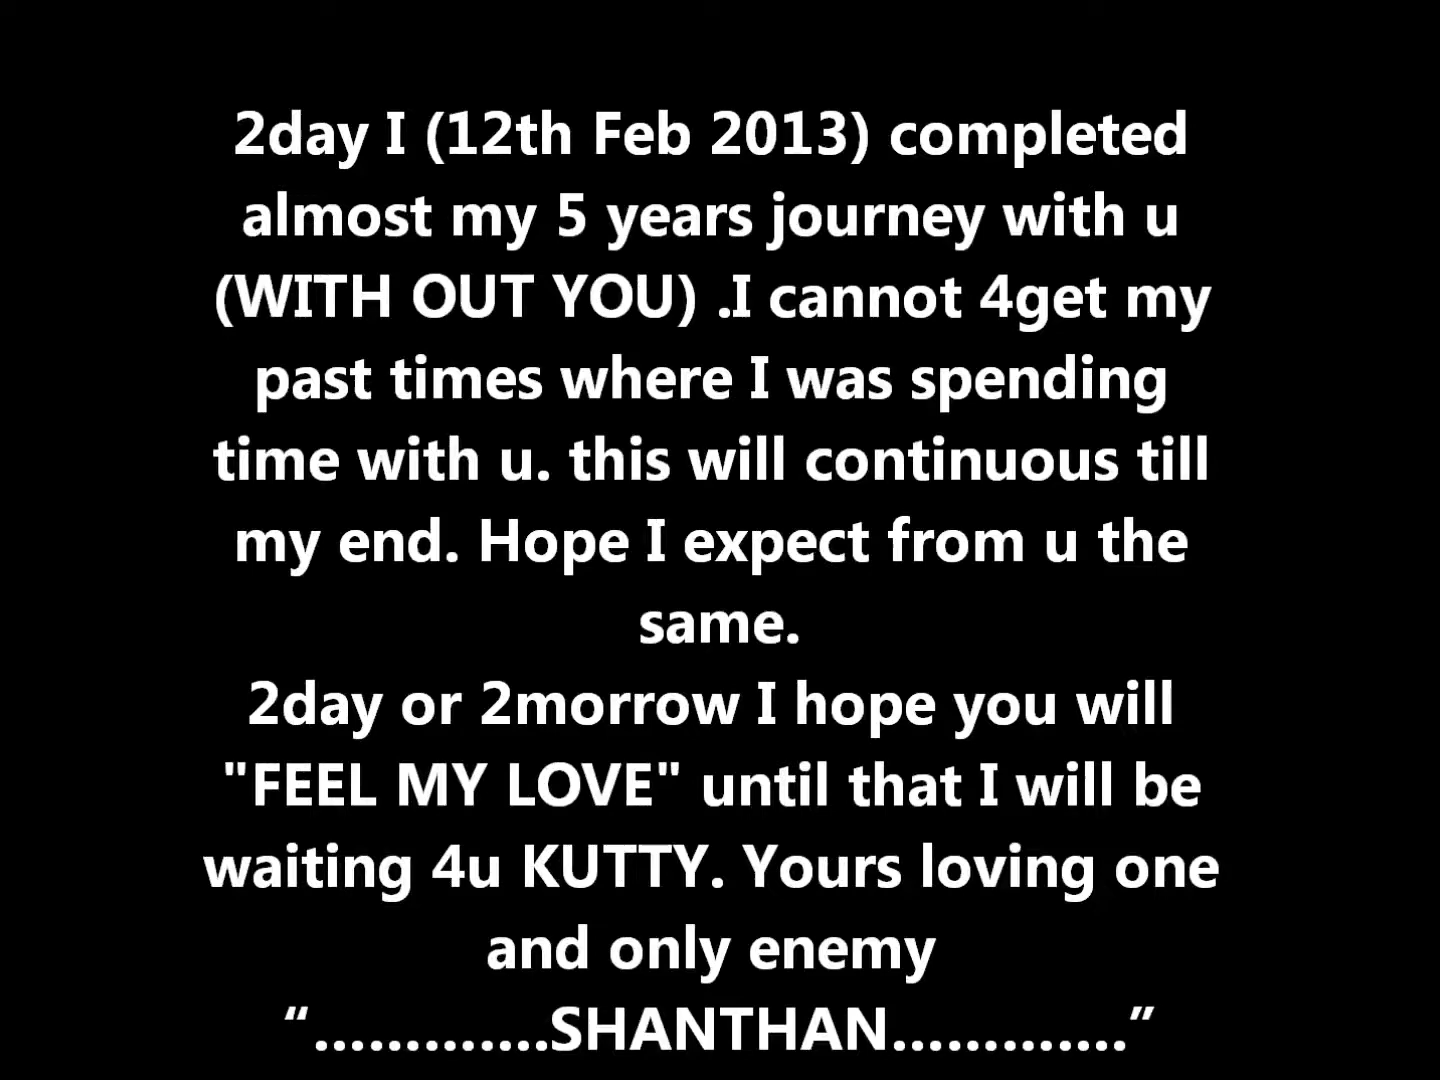 2day I (12th Feb 2013) completed
almost my 5 years journey with u
(WITH OUT YOU) .I cannot 4get my
past times where I was spending
time with u. this will continuous till
my end. Hope I expect from u the
same.
2day or 2morrow I hope you will
"FEEL MY LOVE" until that I will be
waiting 4u KUTTY. Yours loving one
and only enemy
“.............SHANTHAN.............”